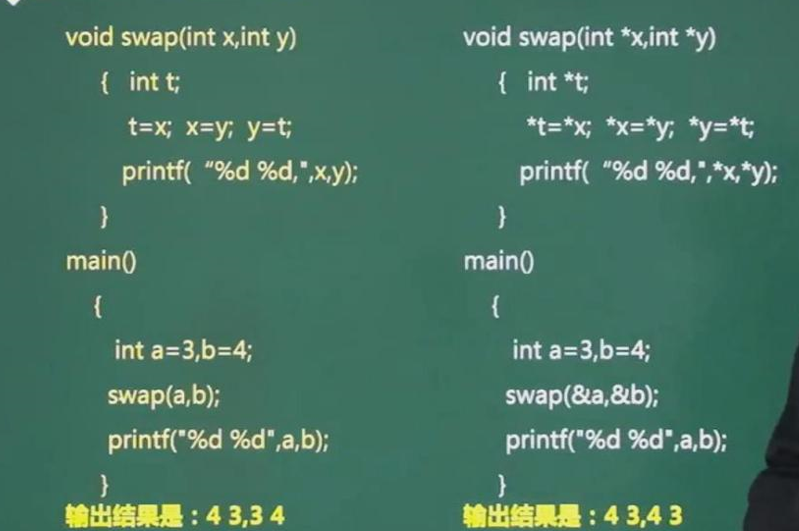 void swap(int x,int y)
{ int t;
t=x; x=y; y=t;
printf( “%d %d,",x,y);
}
main()
{
int a=3,b=4;
swap(a,b);
printf("%d %d",a,b);
}
输出结果是：4 3,3 4
void swap(int *x,int *y)
{ int *t;
*t=*x; *x=*y; *y=*t;
printf( “%d %d,",*x,*y);
}
main()
{
int a=3,b=4;
swap(&a,&b);
printf("%d %d",a,b);
}
输出结果是：4 3,4 3